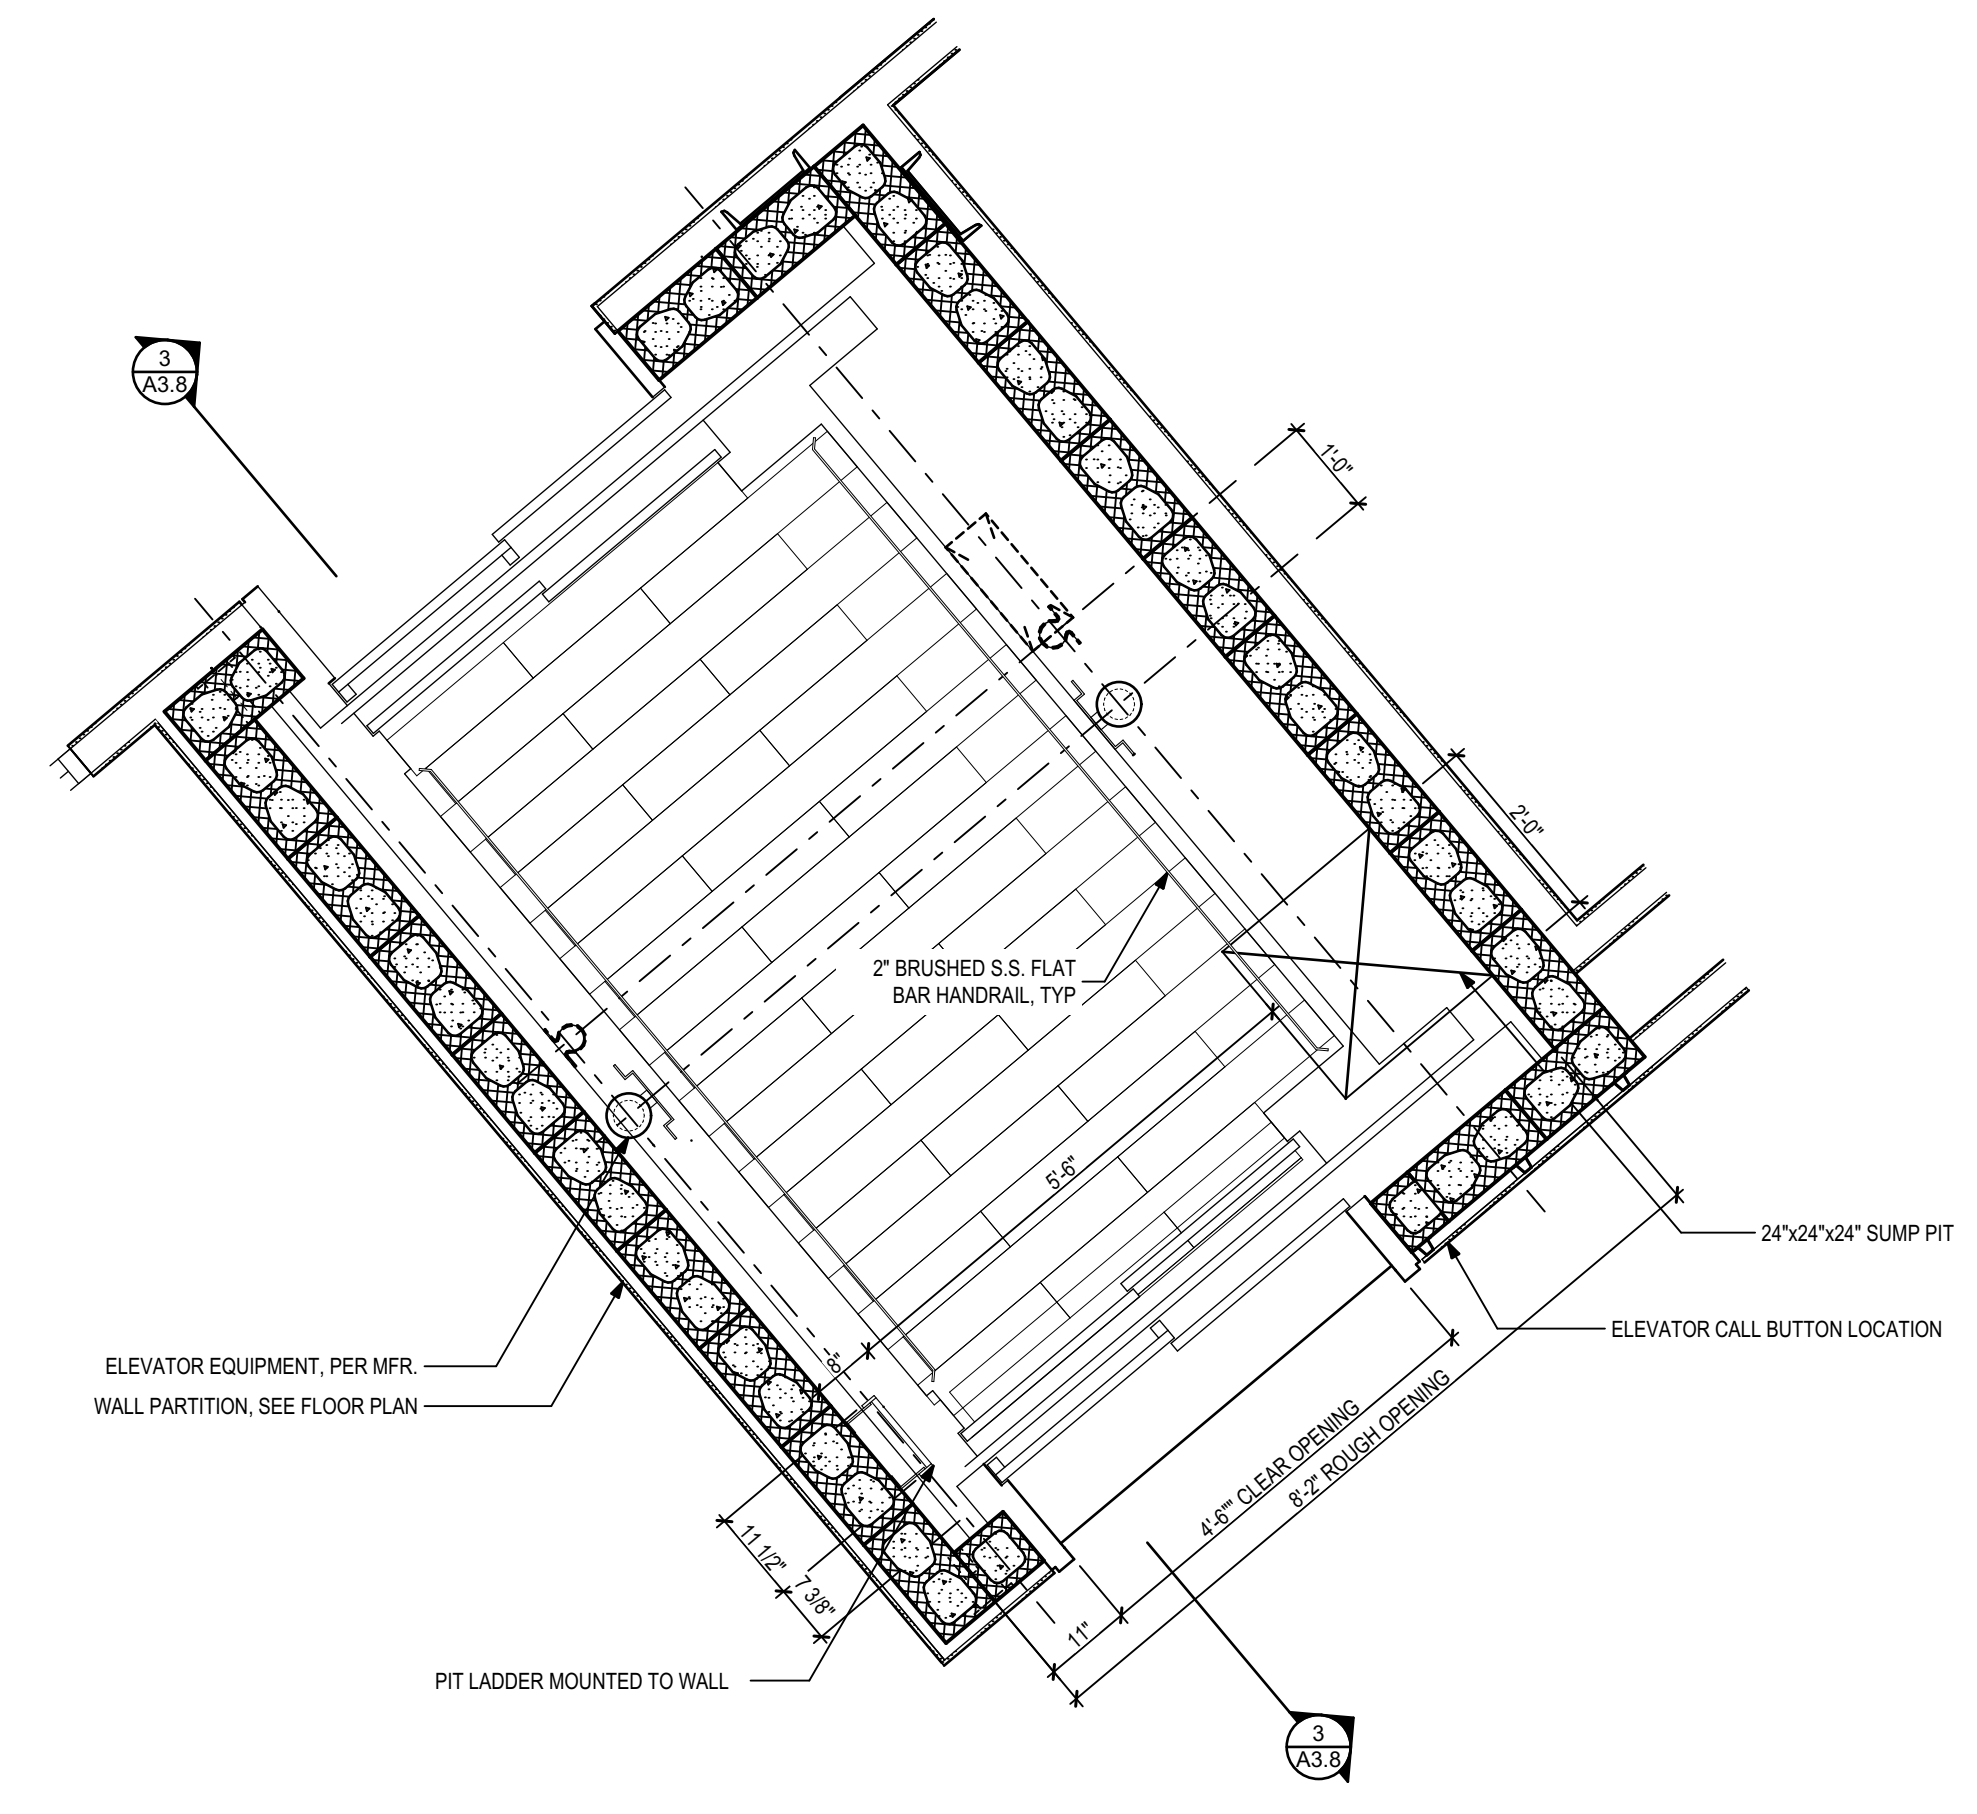 3
A3.8
1'-0"
2'-0"
2" BRUSHED S.S. FLAT
BAR HANDRAIL, TYP
5'-6"
24"x24"x24" SUMP PIT
ELEVATOR CALL BUTTON LOCATION
ELEVATOR EQUIPMENT, PER MFR.
WALL PARTITION, SEE FLOOR PLAN
8"
4'-6"" CLEAR OPENING
8'-2" ROUGH OPENING
11 1/2"
7 3/8"
11"
PIT LADDER MOUNTED TO WALL
3
A3.8